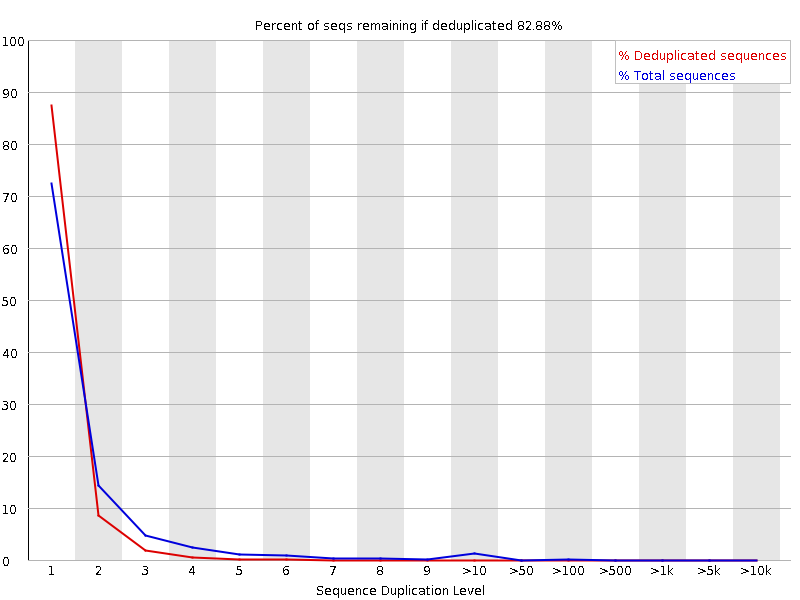 Percent of seqs remaining if deduplicated 82.88%
% Deduplicated sequences
% Total sequences
100
90
80
70
60
50
40
30
20
10
0
1 2 3 4 5 6 7 8 9 >10 >50 >100 >500 >1k >5k >10k
Sequence Duplication Level